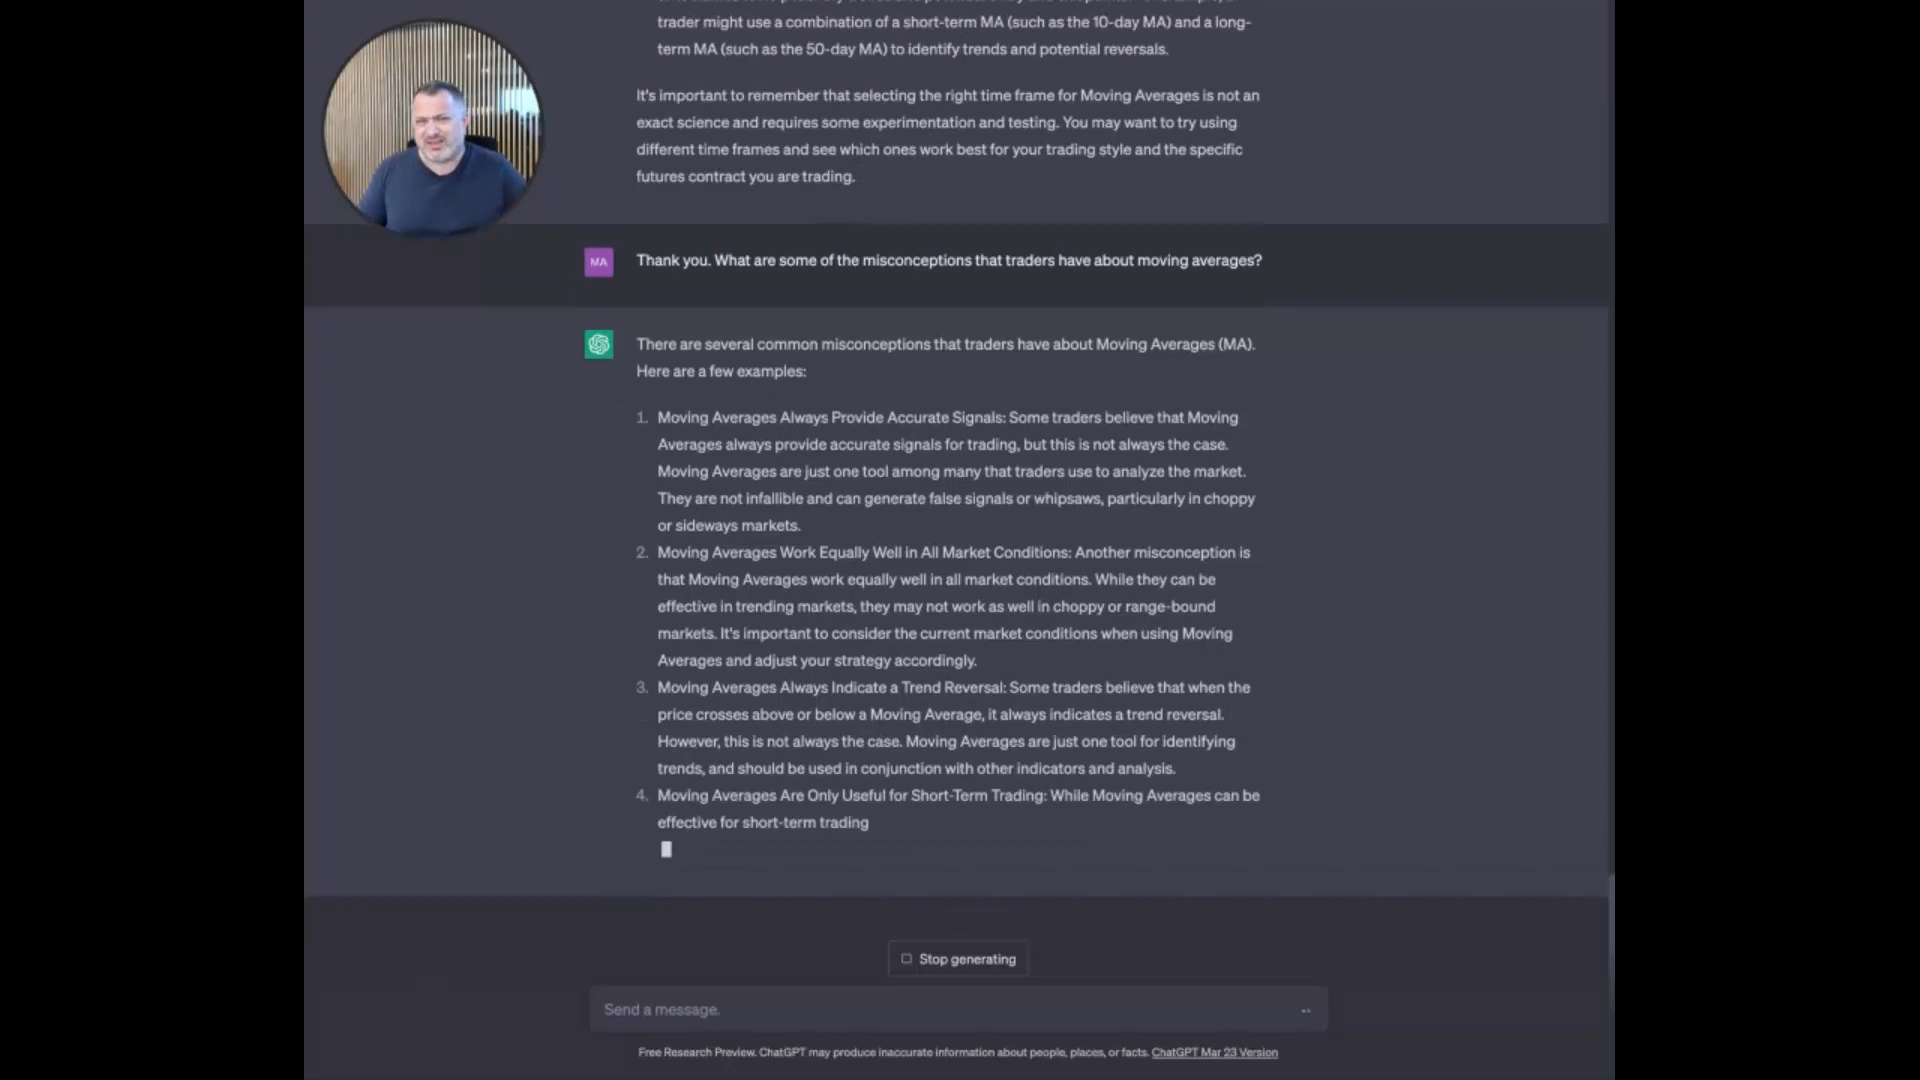 trader might use a combination of a short-term MA (such as the 10-day MA) and a long-
term MA (such as the 50-day MA) to identify trends and potential reversals.
It's important to remember that selecting the right time frame for Moving Averages is not an
exact science and requires some experimentation and testing. You may want to try using
different time frames and see which ones work best for your trading style and the specific
futures contract you are trading.
MA
Thank you. What are some of the misconceptions that traders have about moving averages?
There are several common misconceptions that traders have about Moving Averages (MA).
Here are a few examples:
1. Moving Averages Always Provide Accurate Signals: Some traders believe that Moving
Averages always provide accurate signals for trading, but this is not always the case.
Moving Averages are just one tool among many that traders use to analyze the market.
They are not infallible and can generate false signals or whipsaws, particularly in choppy
or sideways markets.
2. Moving Averages Work Equally Well in All Market Conditions: Another misconception is
that Moving Averages work equally well in all market conditions. While they can be
effective in trending markets, they may not work as well in choppy or range-bound
markets. It's important to consider the current market conditions when using Moving
Averages and adjust your strategy accordingly.
3. Moving Averages Always Indicate a Trend Reversal: Some traders believe that when the
price crosses above or below a Moving Average, it always indicates a trend reversal.
However, this is not always the case. Moving Averages are just one tool for identifying
trends, and should be used in conjunction with other indicators and analysis.
4. Moving Averages Are Only Useful for Short-Term Trading: While Moving Averages can be
effective for short-term trading
Stop generating
Send a message.
Free Research Preview. ChatGPT may produce inaccurate information about people, places, or facts. ChatGPT Mar 23 Version